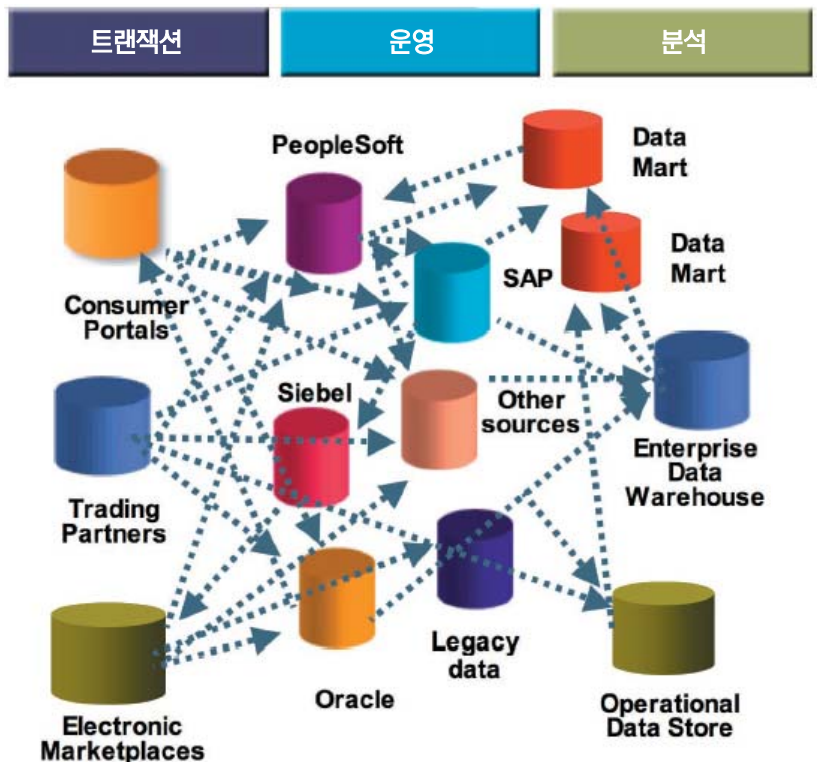 트랜잭션
운영
분석
PeopleSoft
Data
Mart
Data
Mart
SAP
Consumer
Portals
Siebel
Other
sources
Enterprise
Data
Warehouse
Trading
Partners
Legacy
data
Oracle
Operational
Data Store
Electronic
Marketplaces